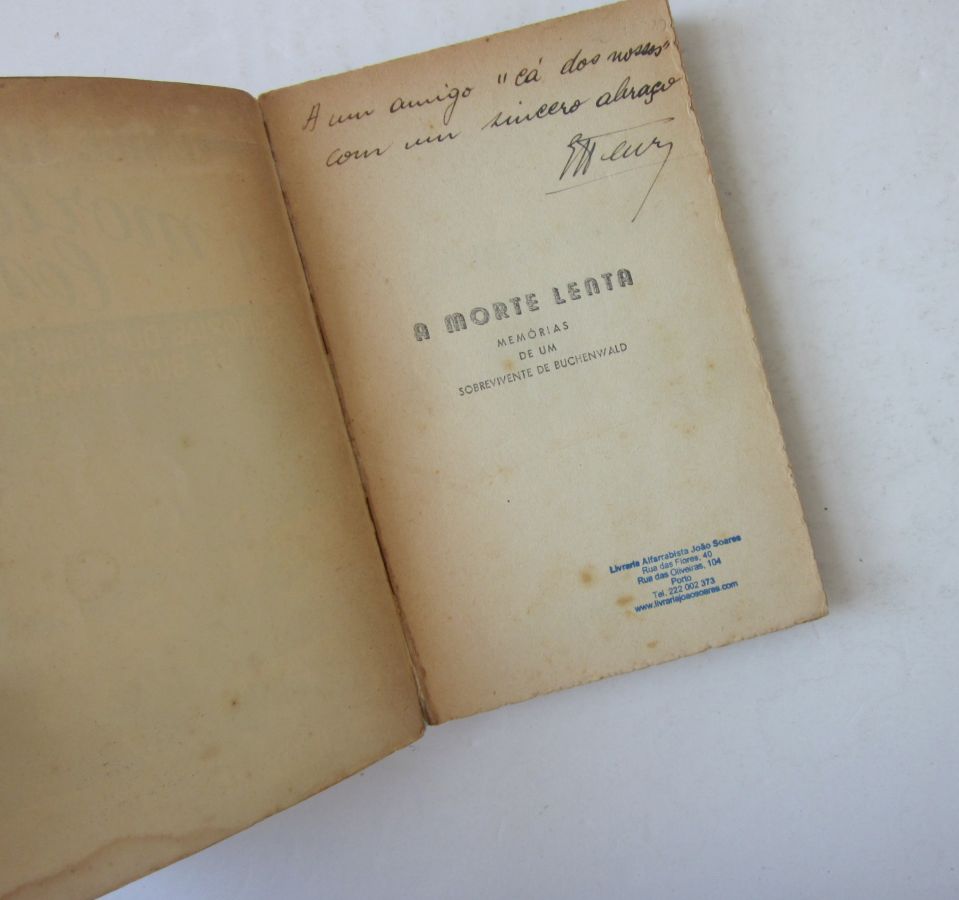 A um amigo "cá dos nossos"
com um sincero abraço
A MORTE LENTA
MEMÓRIAS
DE UM
SOBREVIVENTE DE BUCHENWALD
Livraria Alfarrabista João Soares
Rua das Flores, 40
Rua das Oliveiras, 104
Porto
Tel. 222 002 373
www.livrariajoaosoares.com